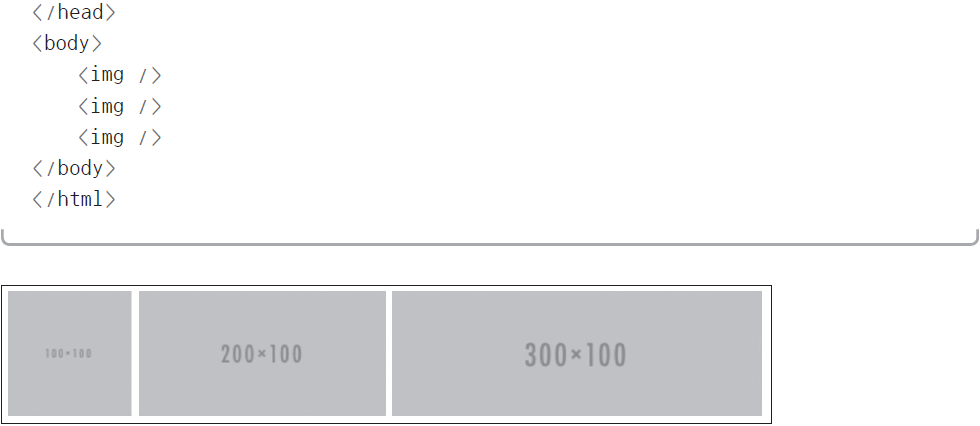 </head>
<body>
<img />
<img />
<img />
</body>
</html>
100×100
200×100
300×100